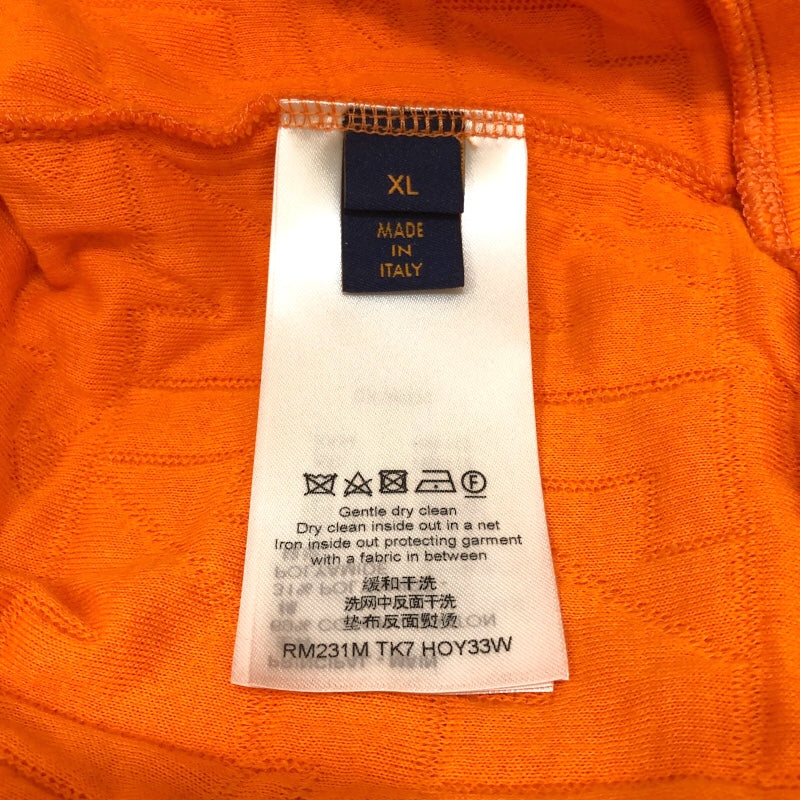 XL
MADE
IN
ITALY
Gentle dry clean
Dry clean inside out in a net
Iron inside out protecting garment
with a fabric in between
缓和干洗
洗网中反面干洗
垫布反面熨烫
RM231M TK7 HOY33W